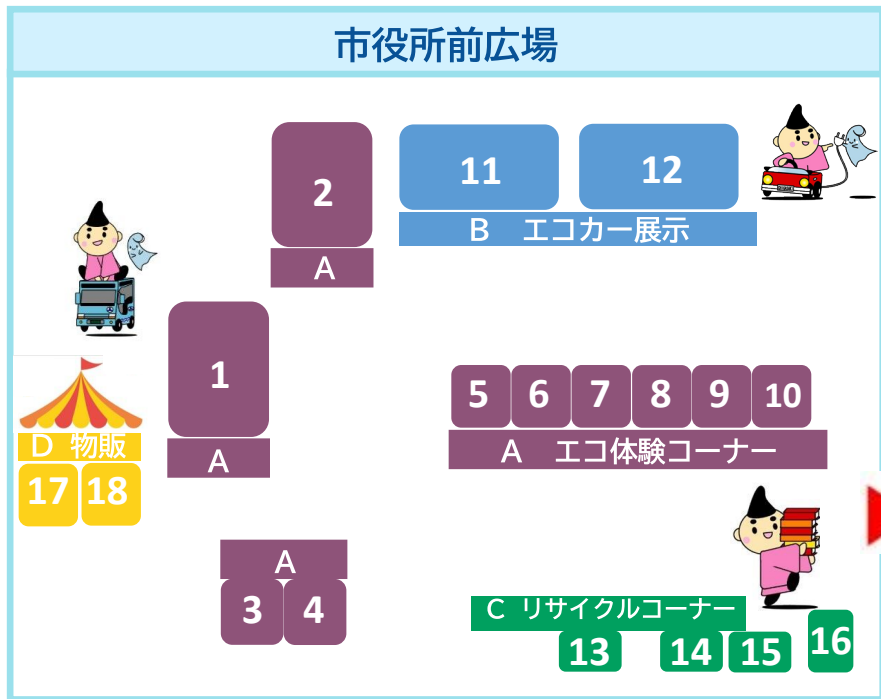 市役所前広場
2
A
11
12
B エコカー展示
1
A
5 6 7 8 9 10
A エコ体験コーナー
D 物販
17 18
A
3 4
C リサイクルコーナー
13 14 15 16